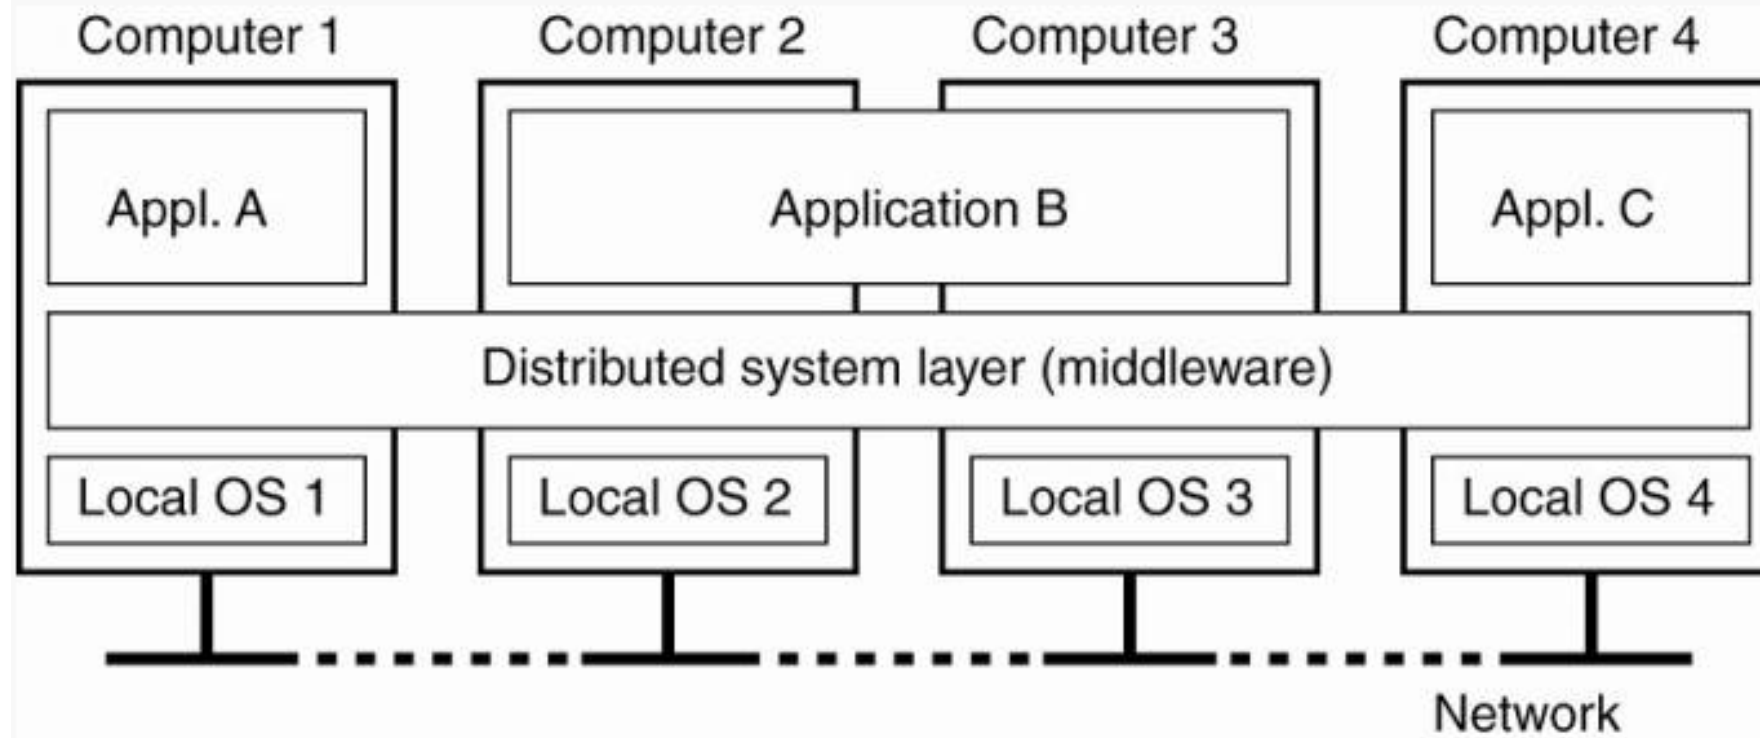 Computer 1
Computer 2
Computer 3
Computer 4
Appl. A
Application B
Appl. C
Distributed system layer (middleware)
Local OS 1
Local OS 2
Local OS 3
Local OS 4
Network